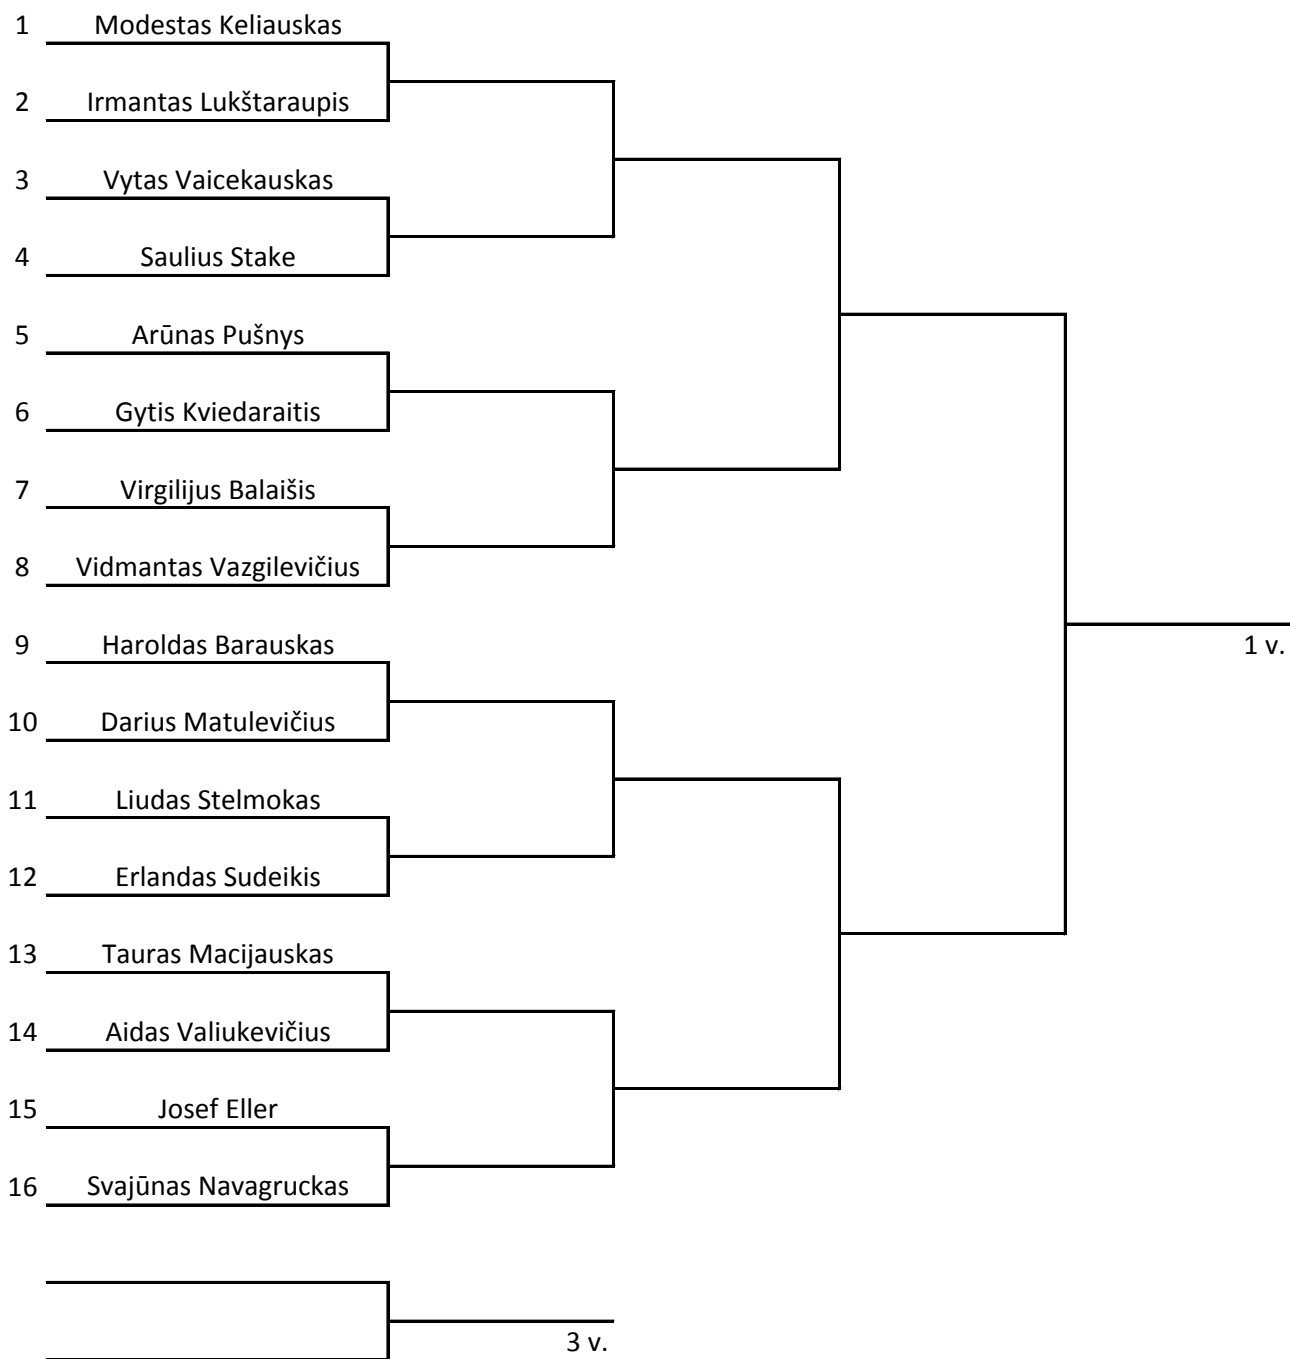 1 Modestas Keliauskas
2 Irmantas Lukštaraupis
3 Vytas Vaicekauskas
4 Saulius Stake
5 Arūnas Pušnys
6 Gytis Kviedaraitis
7 Virgilijus Balaišis
8 Vidmantas Vazgilevičius
9 Haroldas Barauskas
1 v.
10 Darius Matulevičius
11 Liudas Stelmokas
12 Erlandas Sudeikis
13 Tauras Macijauskas
14 Aidas Valiukevičius
15 Josef Eller
16 Svajūnas Navagruckas
3 v.